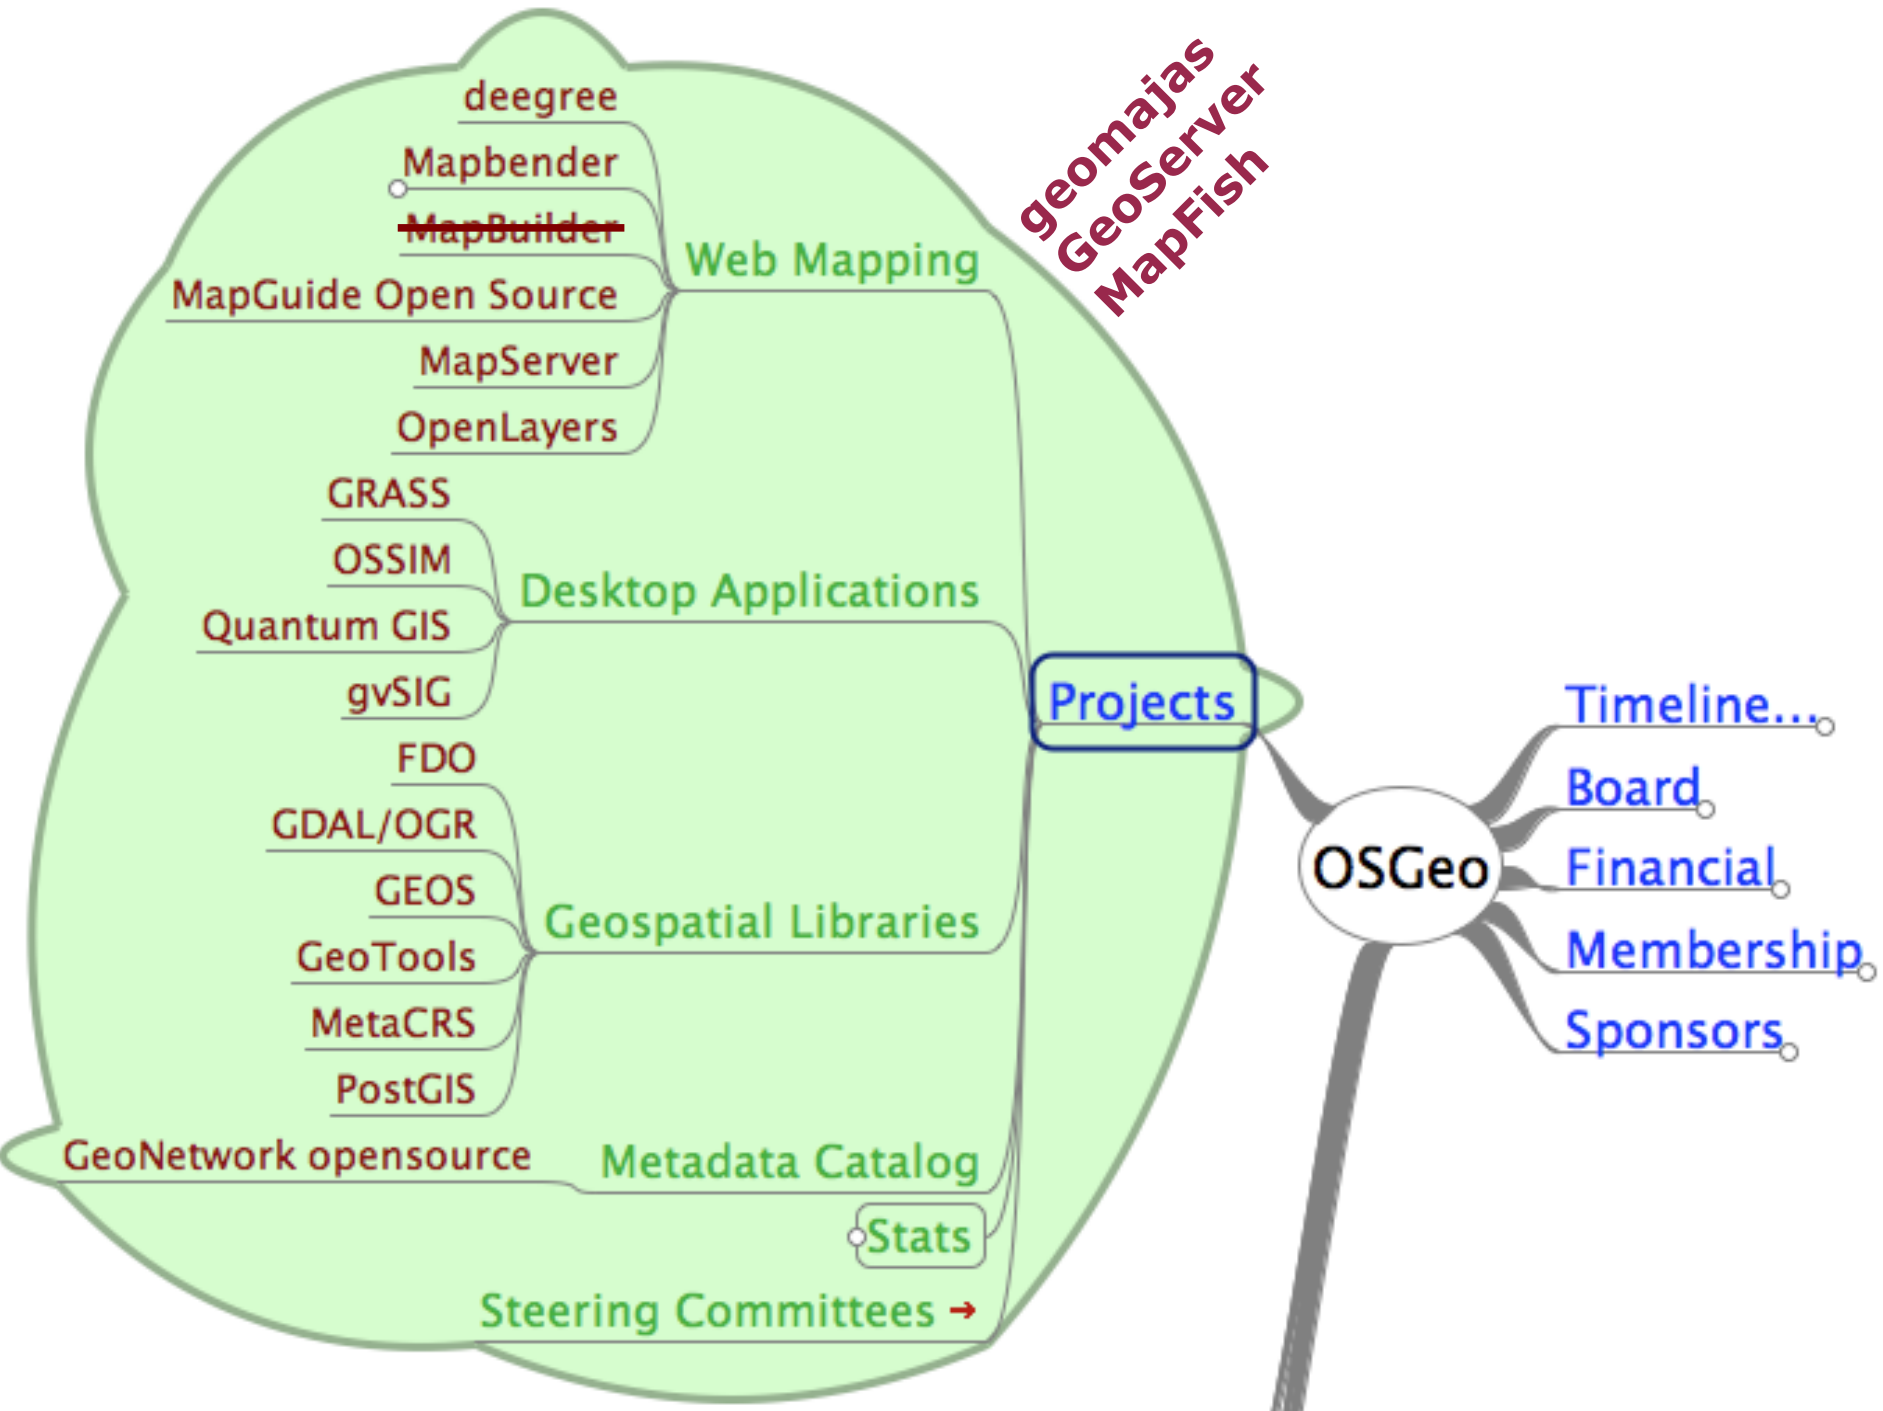 deegree
Mapbender
MapBuilder
MapGuide Open Source
MapServer
OpenLayers
Web Mapping
geomajas
GeoServer
MapFish
GRASS
OSSIM
Quantum GIS
gvSIG
Desktop Applications
FDO
GDAL/OGR
GEOS
GeoTools
MetaCRS
PostGIS
Geospatial Libraries
GeoNetwork opensource
Metadata Catalog
Stats
Steering Committees
Projects
OSGeo
Timeline...
Board
Financial
Membership
Sponsors